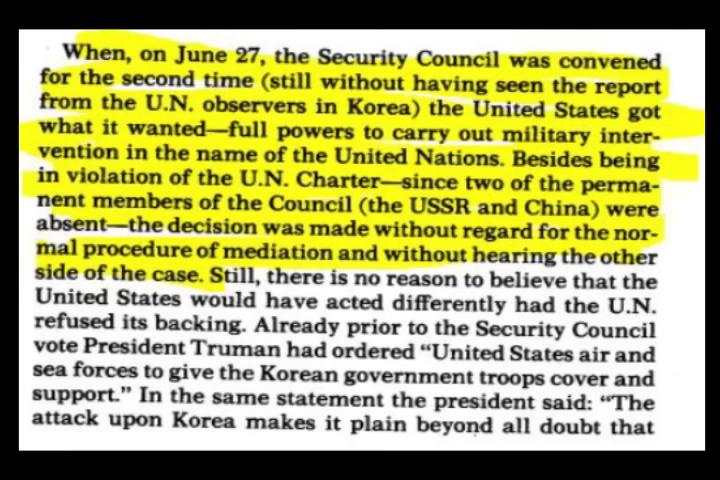 When, on June 27, the Security Council was convened
for the second time (still without having seen the report
from the U.N. observers in Korea) the United States got
what it wanted—full powers to carry out military inter-
vention in the name of the United Nations. Besides being
in violation of the U.N. Charter—since two of the perma-
nent members of the Council (the USSR and China) were
absent—the decision was made without regard for the nor-
mal procedure of mediation and without hearing the other
side of the case. Still, there is no reason to believe that the
United States would have acted differently had the U.N.
refused its backing. Already prior to the Security Council
vote President Truman had ordered “United States air and
sea forces to give the Korean government troops cover and
support.” In the same statement the president said: “The
attack upon Korea makes it plain beyond all doubt that